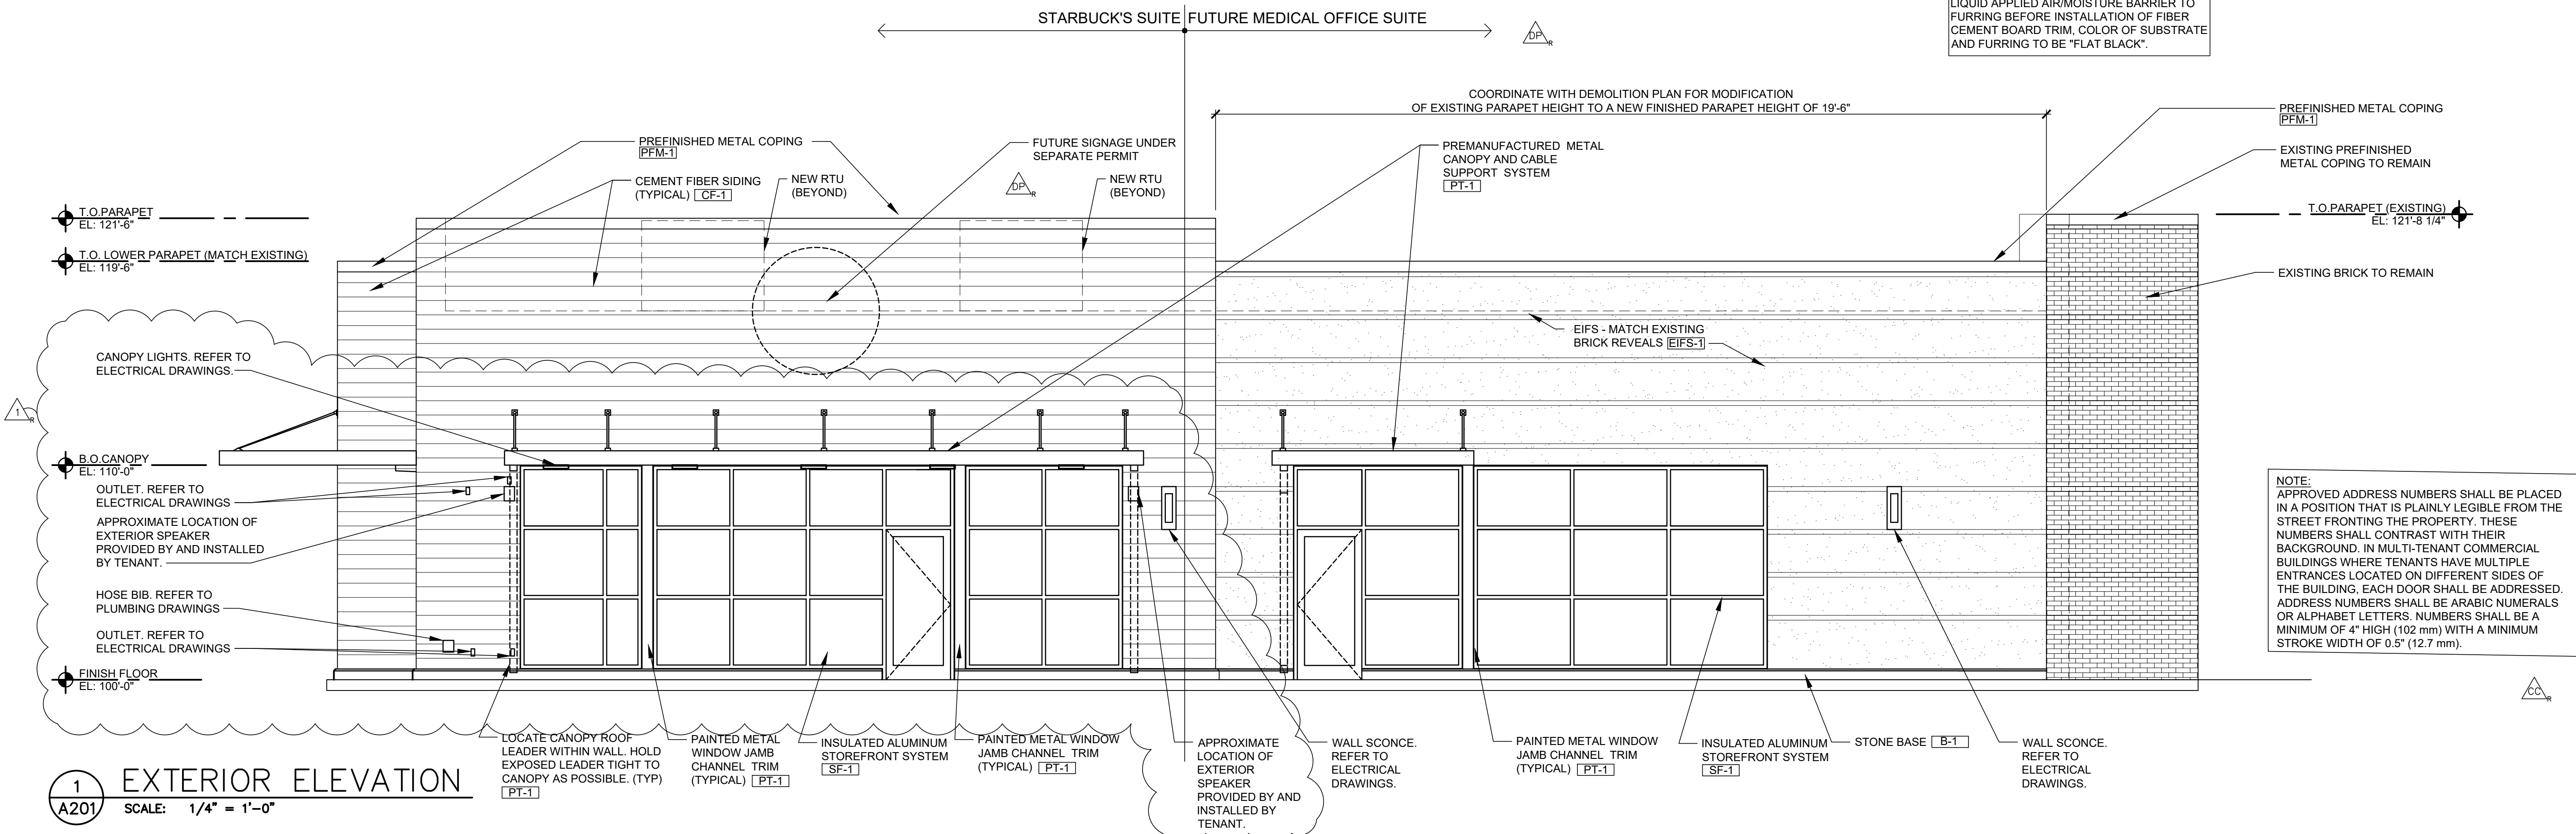 STARBUCK'S SUITE FUTURE MEDICAL OFFICE SUITE
DP
R
LIQUID APPLIED AIR/MOISTURE BARRIER TO
FURRING BEFORE INSTALLATION OF FIBER
CEMENT BOARD TRIM, COLOR OF SUBSTRATE
AND FURRING TO BE "FLAT BLACK".
COORDINATE WITH DEMOLITION PLAN FOR MODIFICATION
OF EXISTING PARAPET HEIGHT TO A NEW FINISHED PARAPET HEIGHT OF 19'-6"
PREFINISHED METAL COPING
PFM-1
CEMENT FIBER SIDING
(TYPICAL) CF-1
NEW RTU
(BEYOND)
FUTURE SIGNAGE UNDER
SEPARATE PERMIT
DP
R
NEW RTU
(BEYOND)
PREMANUFACTURED METAL
CANOPY AND CABLE
SUPPORT SYSTEM
PT-1
PREFINISHED METAL COPING
PFM-1
EXISTING PREFINISHED
METAL COPING TO REMAIN
T.O.PARAPET (EXISTING)
EL: 121'-8 1/4"
EXISTING BRICK TO REMAIN
T.O.PARAPET
EL: 121'-6"
T.O. LOWER PARAPET (MATCH EXISTING)
EL: 119'-6"
EIFS - MATCH EXISTING
BRICK REVEALS EIFS-1
CANOPY LIGHTS. REFER TO
ELECTRICAL DRAWINGS.
1
R
B.O.CANOPY
EL: 110'-0"
OUTLET. REFER TO
ELECTRICAL DRAWINGS
APPROXIMATE LOCATION OF
EXTERIOR SPEAKER
PROVIDED BY AND INSTALLED
BY TENANT.
HOSE BIB. REFER TO
PLUMBING DRAWINGS
OUTLET. REFER TO
ELECTRICAL DRAWINGS
FINISH FLOOR
EL: 100'-0"
NOTE:
APPROVED ADDRESS NUMBERS SHALL BE PLACED
IN A POSITION THAT IS PLAINLY LEGIBLE FROM THE
STREET FRONTING THE PROPERTY. THESE
NUMBERS SHALL CONTRAST WITH THEIR
BACKGROUND. IN MULTI-TENANT COMMERCIAL
BUILDINGS WHERE TENANTS HAVE MULTIPLE
ENTRANCES LOCATED ON DIFFERENT SIDES OF
THE BUILDING, EACH DOOR SHALL BE ADDRESSED.
ADDRESS NUMBERS SHALL BE ARABIC NUMERALS
OR ALPHABET LETTERS. NUMBERS SHALL BE A
MINIMUM OF 4" HIGH (102 mm) WITH A MINIMUM
STROKE WIDTH OF 0.5" (12.7 mm).
CC
R
LOCATE CANOPY ROOF
LEADER WITHIN WALL. HOLD
EXPOSED LEADER TIGHT TO
CANOPY AS POSSIBLE. (TYP)
PT-1
PAINTED METAL
WINDOW JAMB
CHANNEL TRIM
(TYPICAL) PT-1
INSULATED ALUMINUM
STOREFRONT SYSTEM
SF-1
PAINTED METAL WINDOW
JAMB CHANNEL TRIM
(TYPICAL) PT-1
APPROXIMATE
LOCATION OF
EXTERIOR
SPEAKER
PROVIDED BY AND
INSTALLED BY
TENANT.
WALL SCONCE.
REFER TO
ELECTRICAL
DRAWINGS.
PAINTED METAL WINDOW
JAMB CHANNEL TRIM
(TYPICAL) PT-1
INSULATED ALUMINUM
STOREFRONT SYSTEM
SF-1
STONE BASE B-1
WALL SCONCE.
REFER TO
ELECTRICAL
DRAWINGS.
1
A201
EXTERIOR ELEVATION
SCALE: 1/4" = 1'-0"